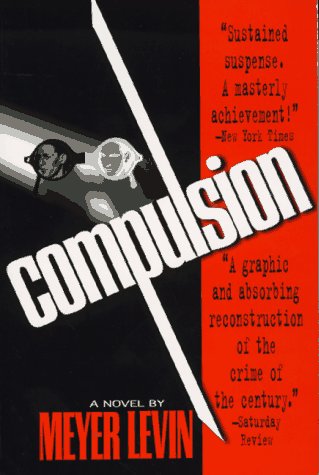 "Sustained
suspense.
A masterly
achievement!"
—New York Times
compulsion
"A graphic
and absorbing
reconstruction
of the
crime of
the century."
—Saturday
Review
A NOVEL BY
MEYER LEVIN